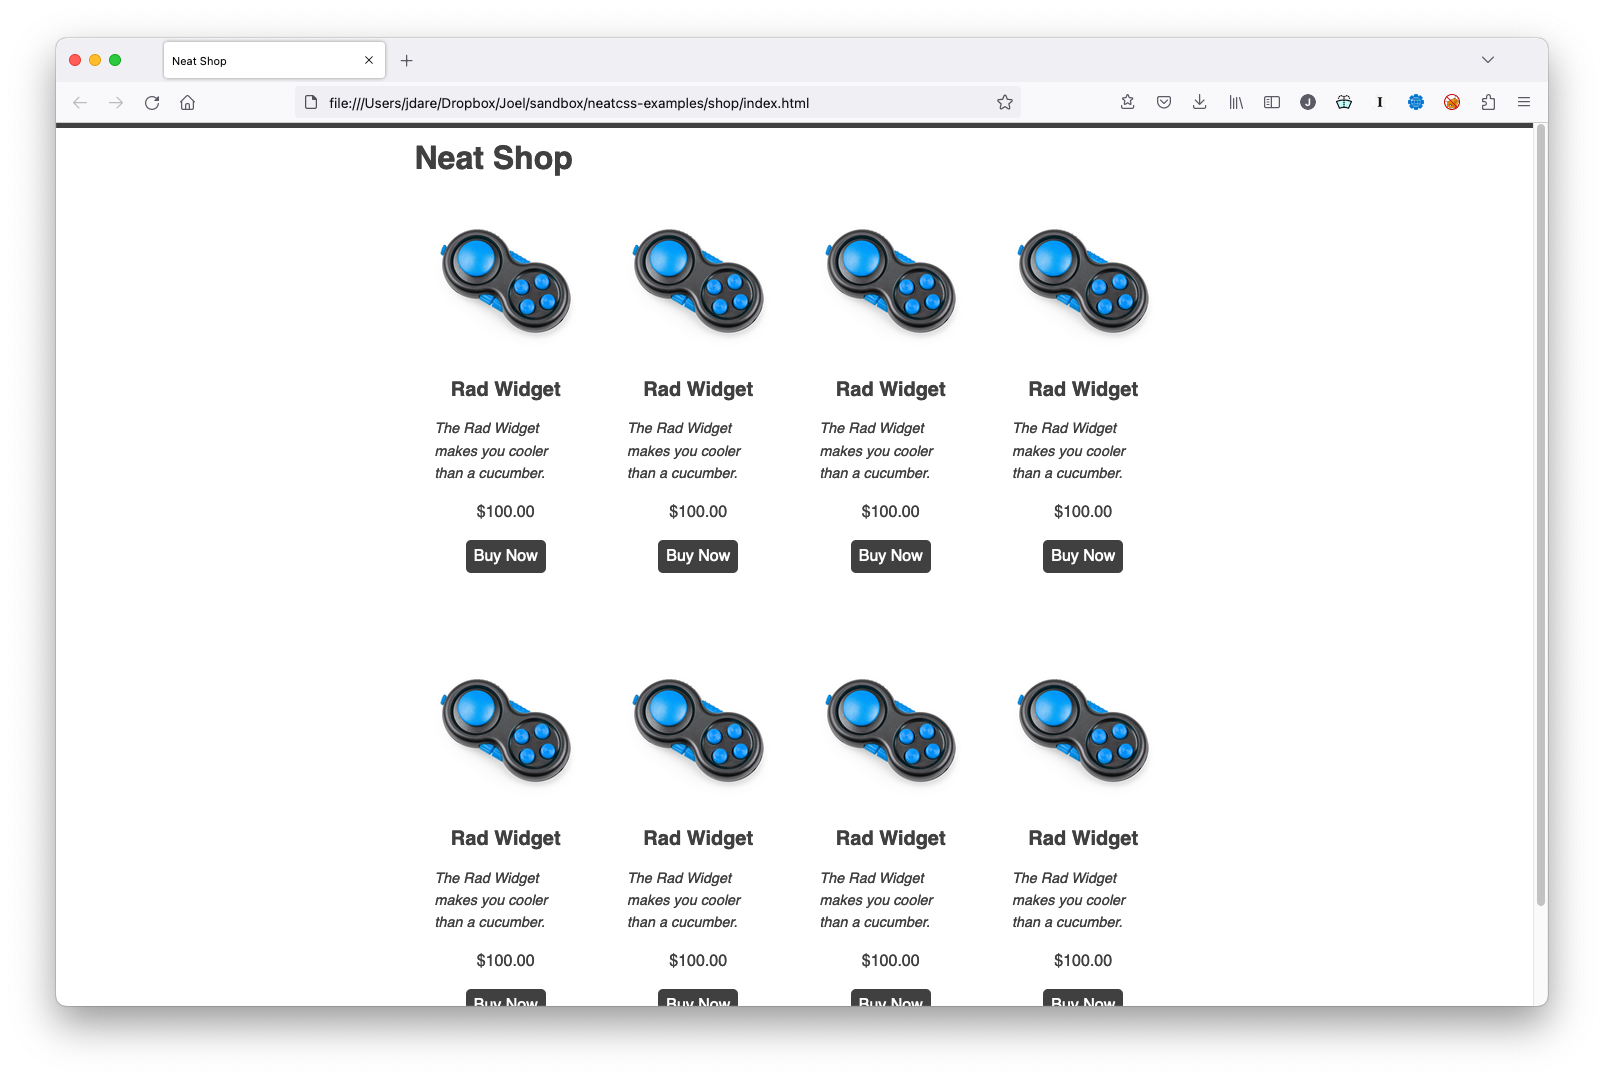 Neat Shop
file:///Users/jdare/Dropbox/Joel/sandbox/neatcss-examples/shop/index.html
J
I
Neat Shop
Rad Widget Rad Widget Rad Widget Rad Widget
The Rad Widget The Rad Widget The Rad Widget The Rad Widget
makes you cooler makes you cooler makes you cooler makes you cooler
than a cucumber. than a cucumber. than a cucumber. than a cucumber.
$100.00 $100.00 $100.00 $100.00
Buy Now Buy Now Buy Now Buy Now
Rad Widget Rad Widget Rad Widget Rad Widget
The Rad Widget The Rad Widget The Rad Widget The Rad Widget
makes you cooler makes you cooler makes you cooler makes you cooler
than a cucumber. than a cucumber. than a cucumber. than a cucumber.
$100.00 $100.00 $100.00 $100.00
Buy Now Buy Now Buy Now Buy Now